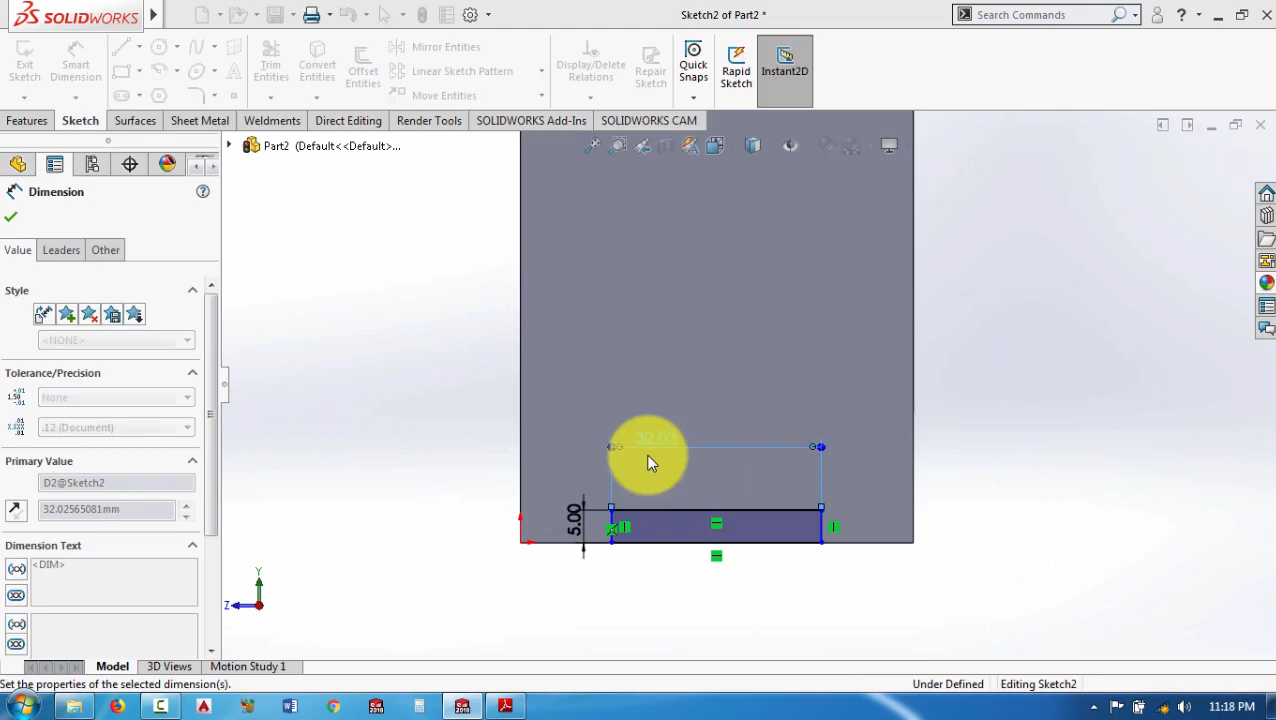 SOLIDWORKS
Sketch2 of Part2 *
Search Commands
Exit Sketch
Smart Dimension
Trim Entities
Convert Entities
Offset Entities
Mirror Entities
Linear Sketch Pattern
Move Entities
Display/Delete Relations
Repair Sketch
Quick Snaps
Rapid Sketch
Instant2D
Features
Sketch
Surfaces
Sheet Metal
Weldments
Direct Editing
Render Tools
SOLIDWORKS Add-Ins
SOLIDWORKS CAM
Part2 (Default<<Default>...
Dimension
Value
Leaders
Other
Style
<NONE>
Tolerance/Precision
None
.12 (Document)
Primary Value
D2@Sketch2
32.02565081mm
Dimension Text
<DIM>
32.03
5.00
Y
Z
Model
3D Views
Motion Study 1
Set the properties of the selected dimension(s).
Under Defined
Editing Sketch2
11:18 PM